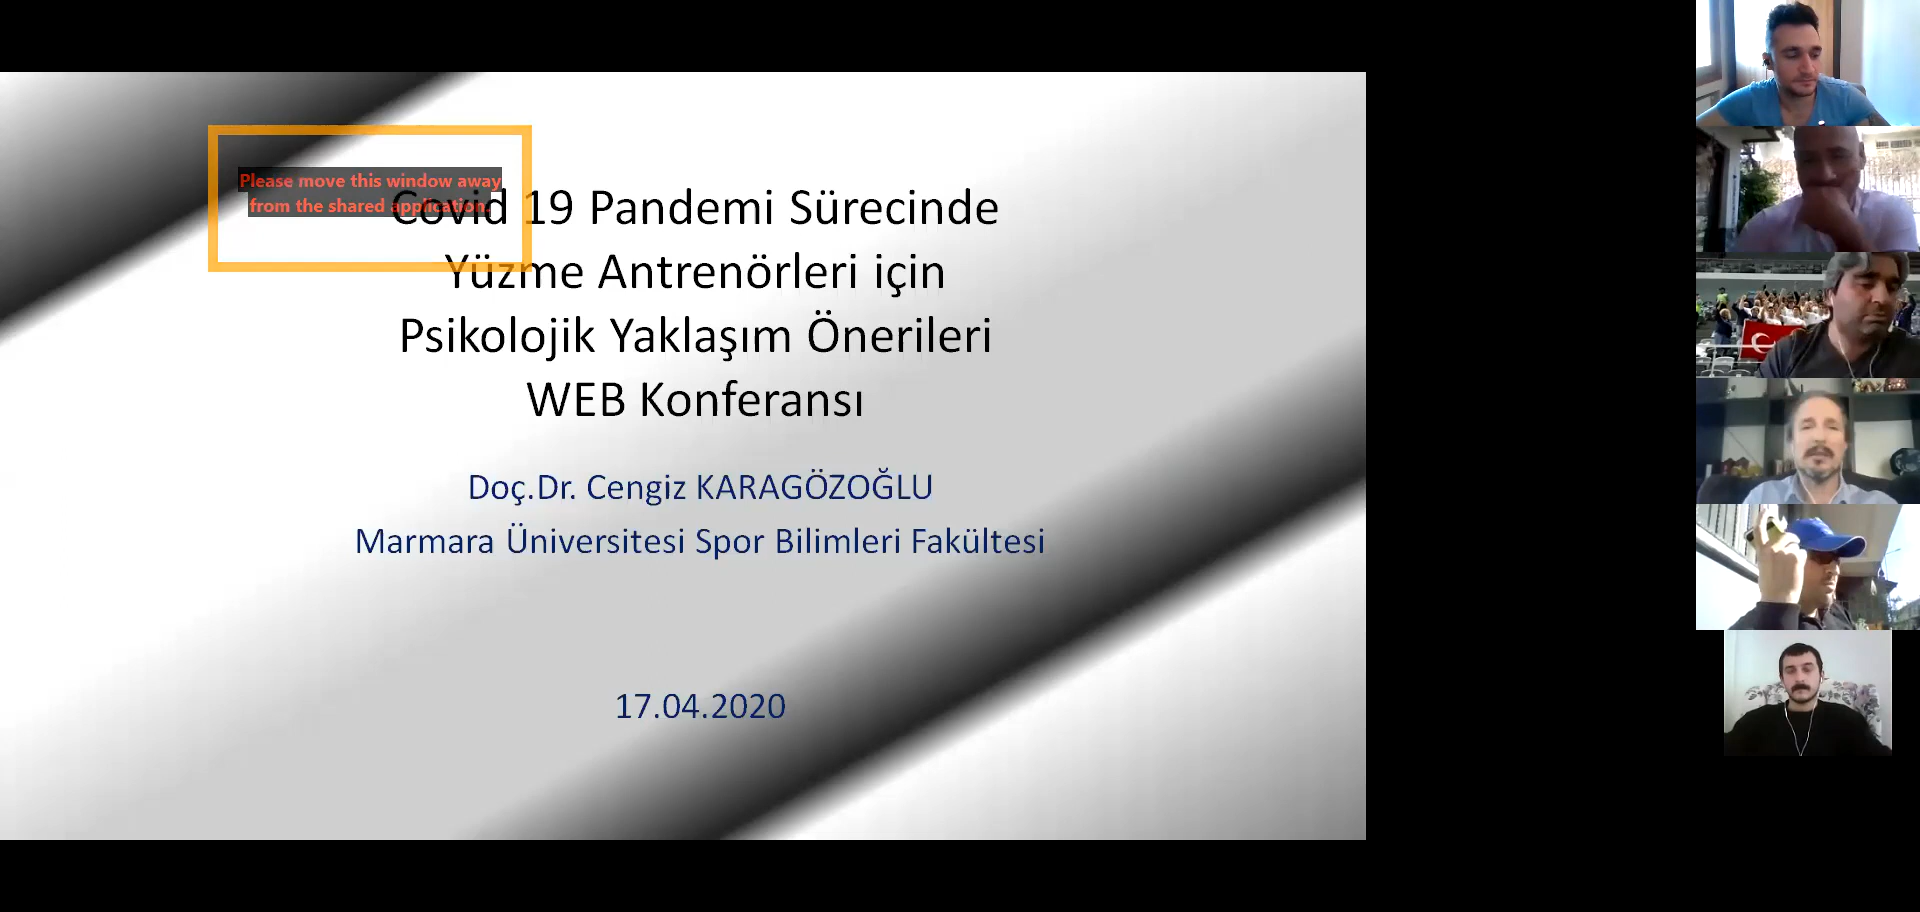 Please move this window away
from the shared application.
Covid 19 Pandemi Sürecinde
Yüzme Antrenörleri için
Psikolojik Yaklaşım Önerileri
WEB Konferansı
Doç.Dr. Cengiz KARAGÖZOĞLU
Marmara Üniversitesi Spor Bilimleri Fakültesi
17.04.2020